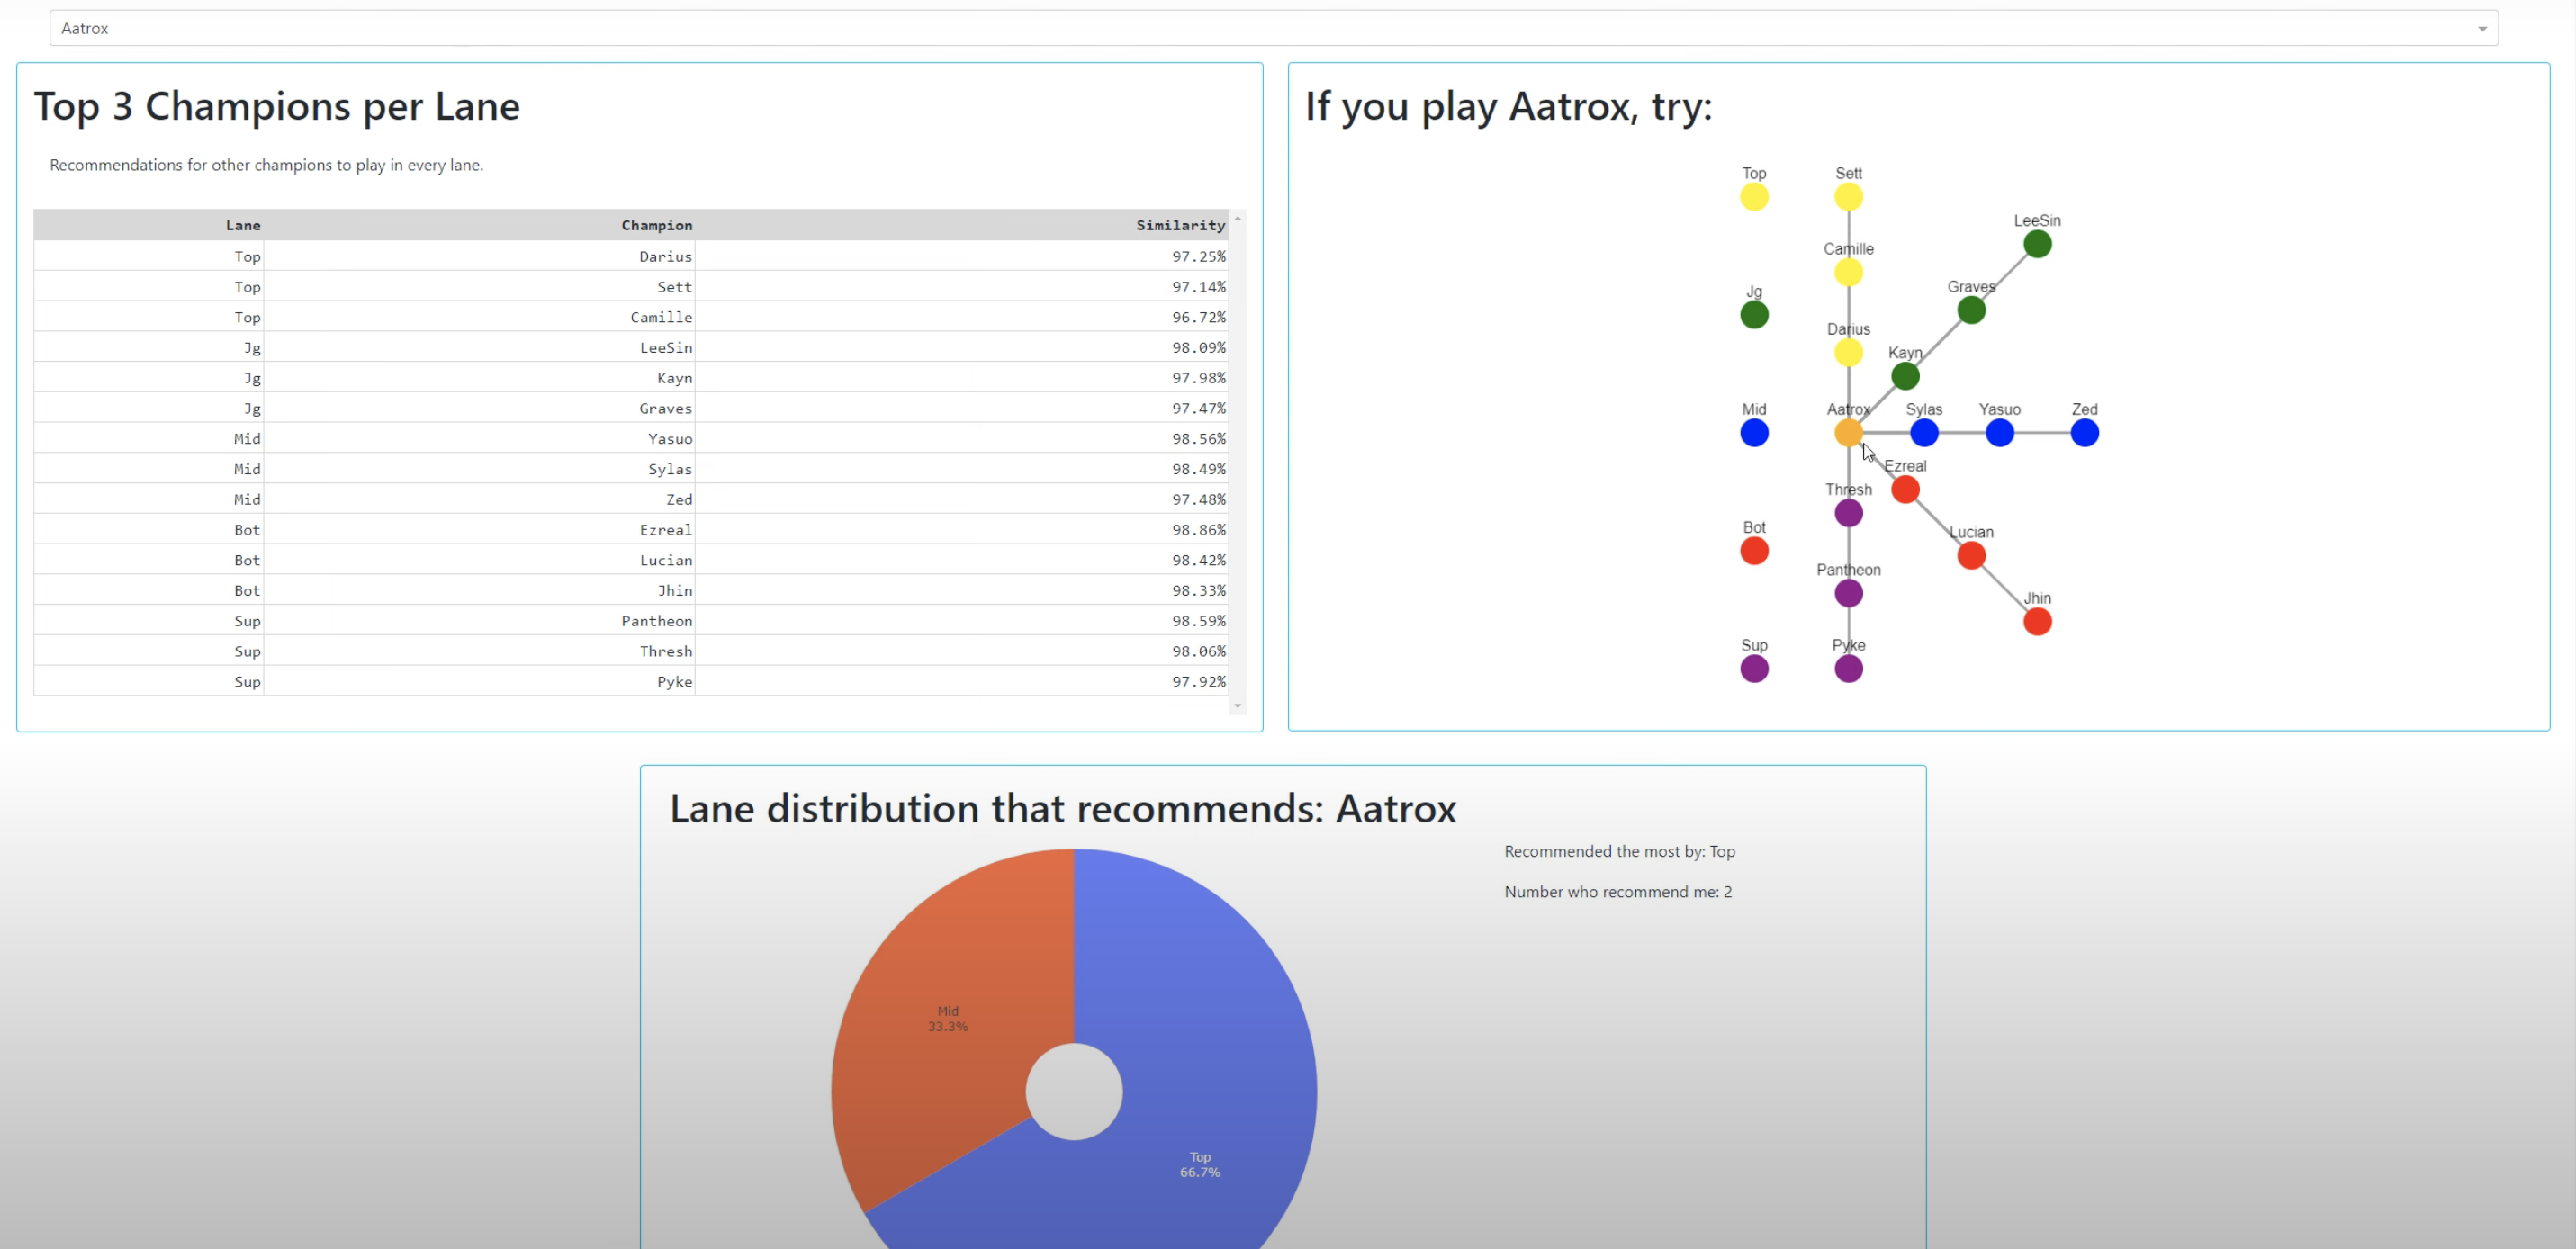 Aatrox
Top 3 Champions per Lane
Recommendations for other champions to play in every lane.
Lane Champion Similarity
Top Darius 97.25%
Top Sett 97.14%
Top Camille 96.72%
Jg LeeSin 98.09%
Jg Kayn 97.98%
Jg Graves 97.47%
Mid Yasuo 98.56%
Mid Sylas 98.49%
Mid Zed 97.48%
Bot Ezreal 98.86%
Bot Lucian 98.42%
Bot Jhin 98.33%
Sup Pantheon 98.59%
Sup Thresh 98.06%
Sup Pyke 97.92%
If you play Aatrox, try:
Top Sett
LeeSin
Camille
Jg Graves
Darius
Kayn
Mid Aatrox Sylas Yasuo Zed
Ezreal
Thresh
Bot Lucian
Pantheon
Jhin
Sup Pyke
Lane distribution that recommends: Aatrox
Recommended the most by: Top
Number who recommend me: 2
Mid
33.3%
Top
66.7%